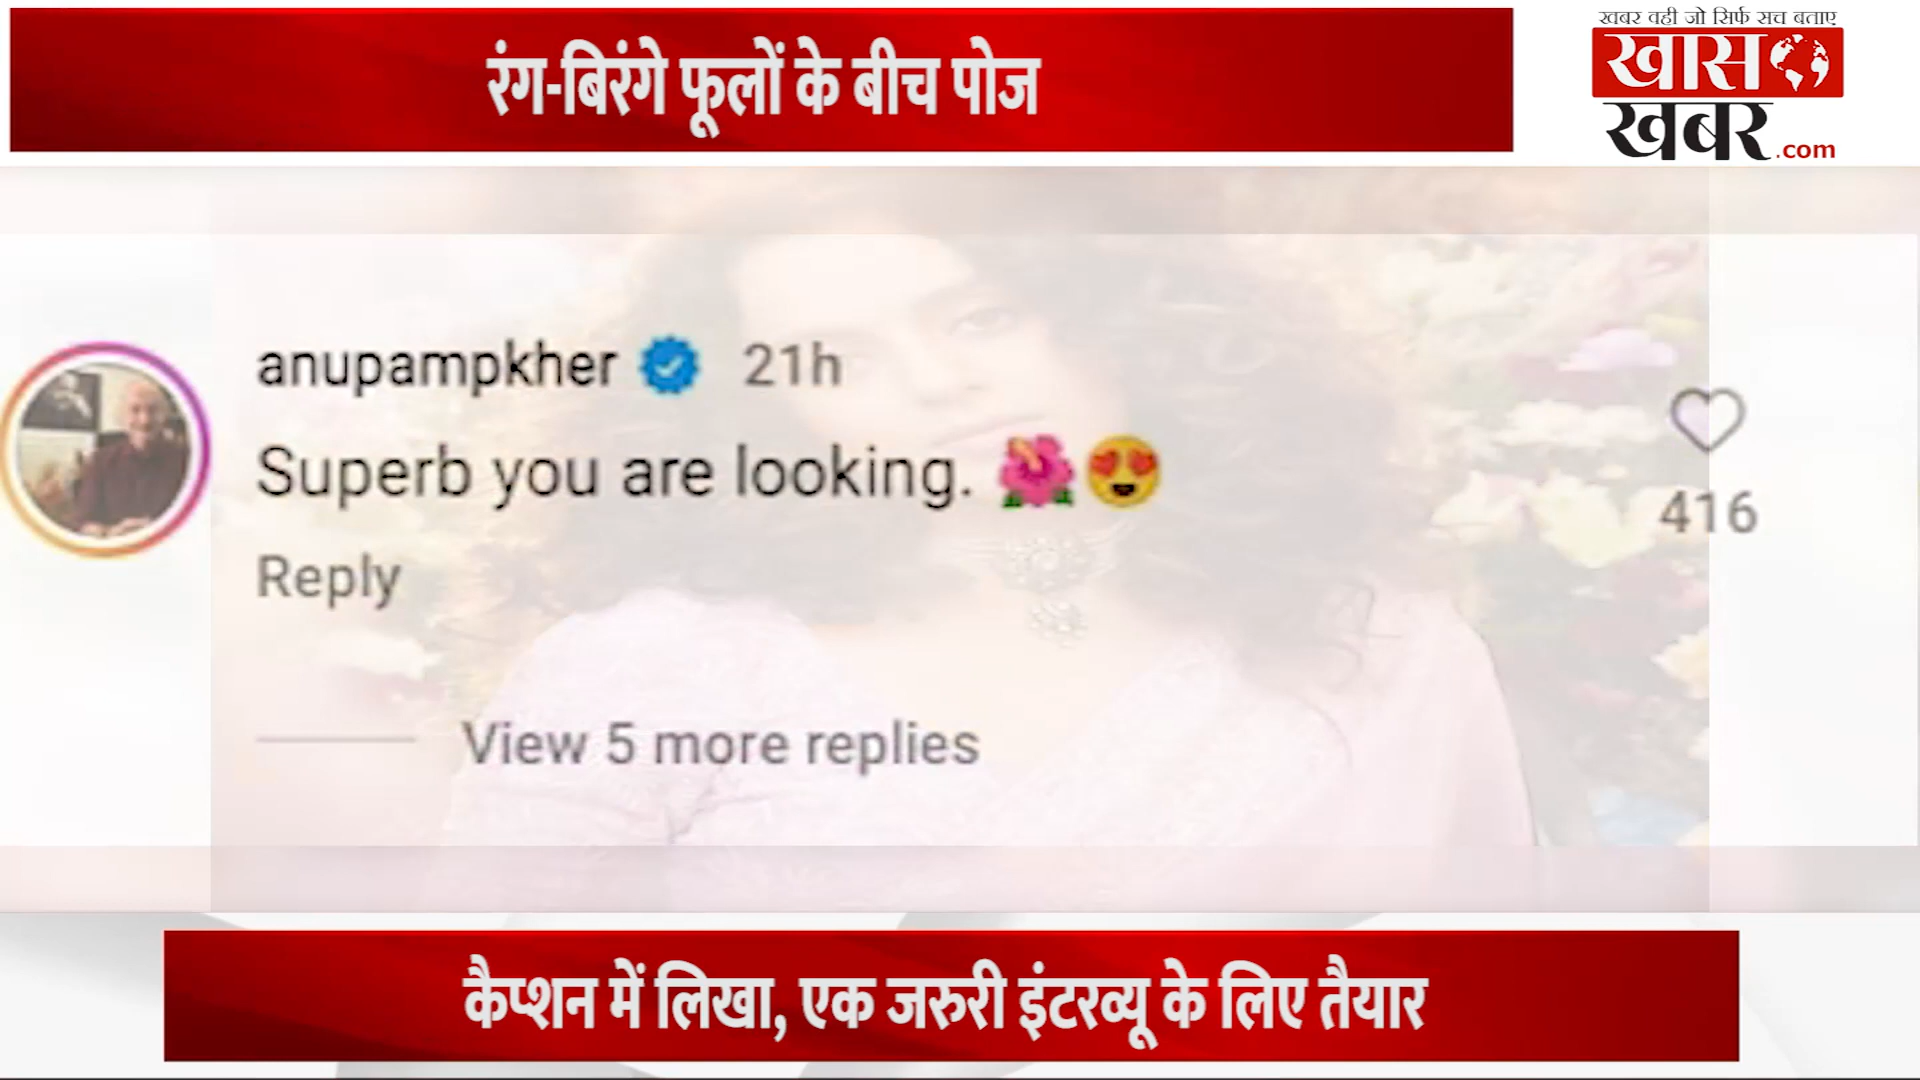 खबर वही जो सिर्फ सच बताए
रंग-बिरंगे फूलों के बीच पोज
खास
खबर.com
anupampkher 21h
Superb you are looking. 🌺😍
416
Reply
View 5 more replies
कैप्शन में लिखा, एक जरुरी इंटरव्यू के लिए तैयार